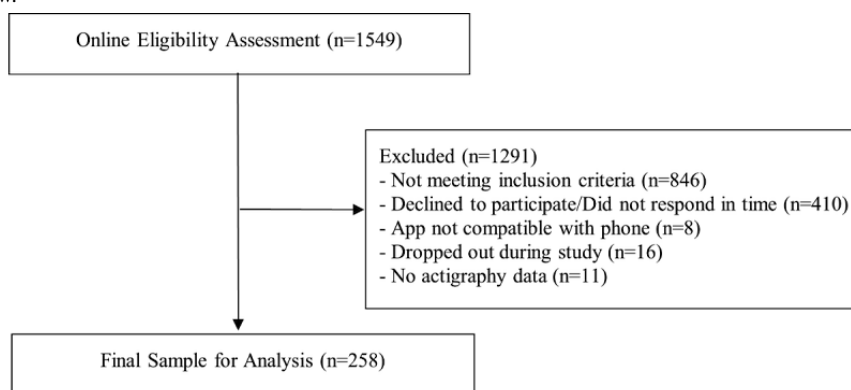 Online Eligibility Assessment (n=1549)
Excluded (n=1291)
- Not meeting inclusion criteria (n=846)
- Declined to participate/Did not respond in time (n=410)
- App not compatible with phone (n=8)
- Dropped out during study (n=16)
- No actigraphy data (n=11)
Final Sample for Analysis (n=258)